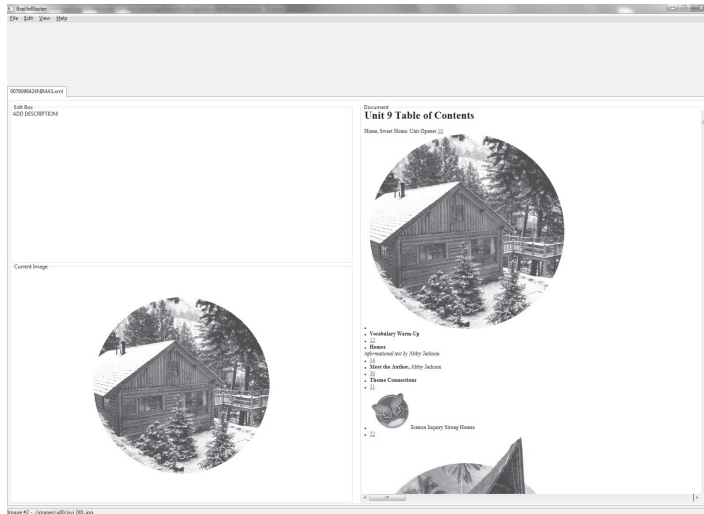 BrailleBlaster
File Edit View Help
0076096424NIMAS.xml
Edit Box
ADD DESCRIPTION!
Current Image
Document
Unit 9 Table of Contents
Home, Sweet Home: Unit Opener 10
Vocabulary Warm-Up
12
Homes
informational text by Abby Jackson
14
Meet the Author, Abby Jackson
30
Theme Connections
31
Science Inquiry Strong Homes
32